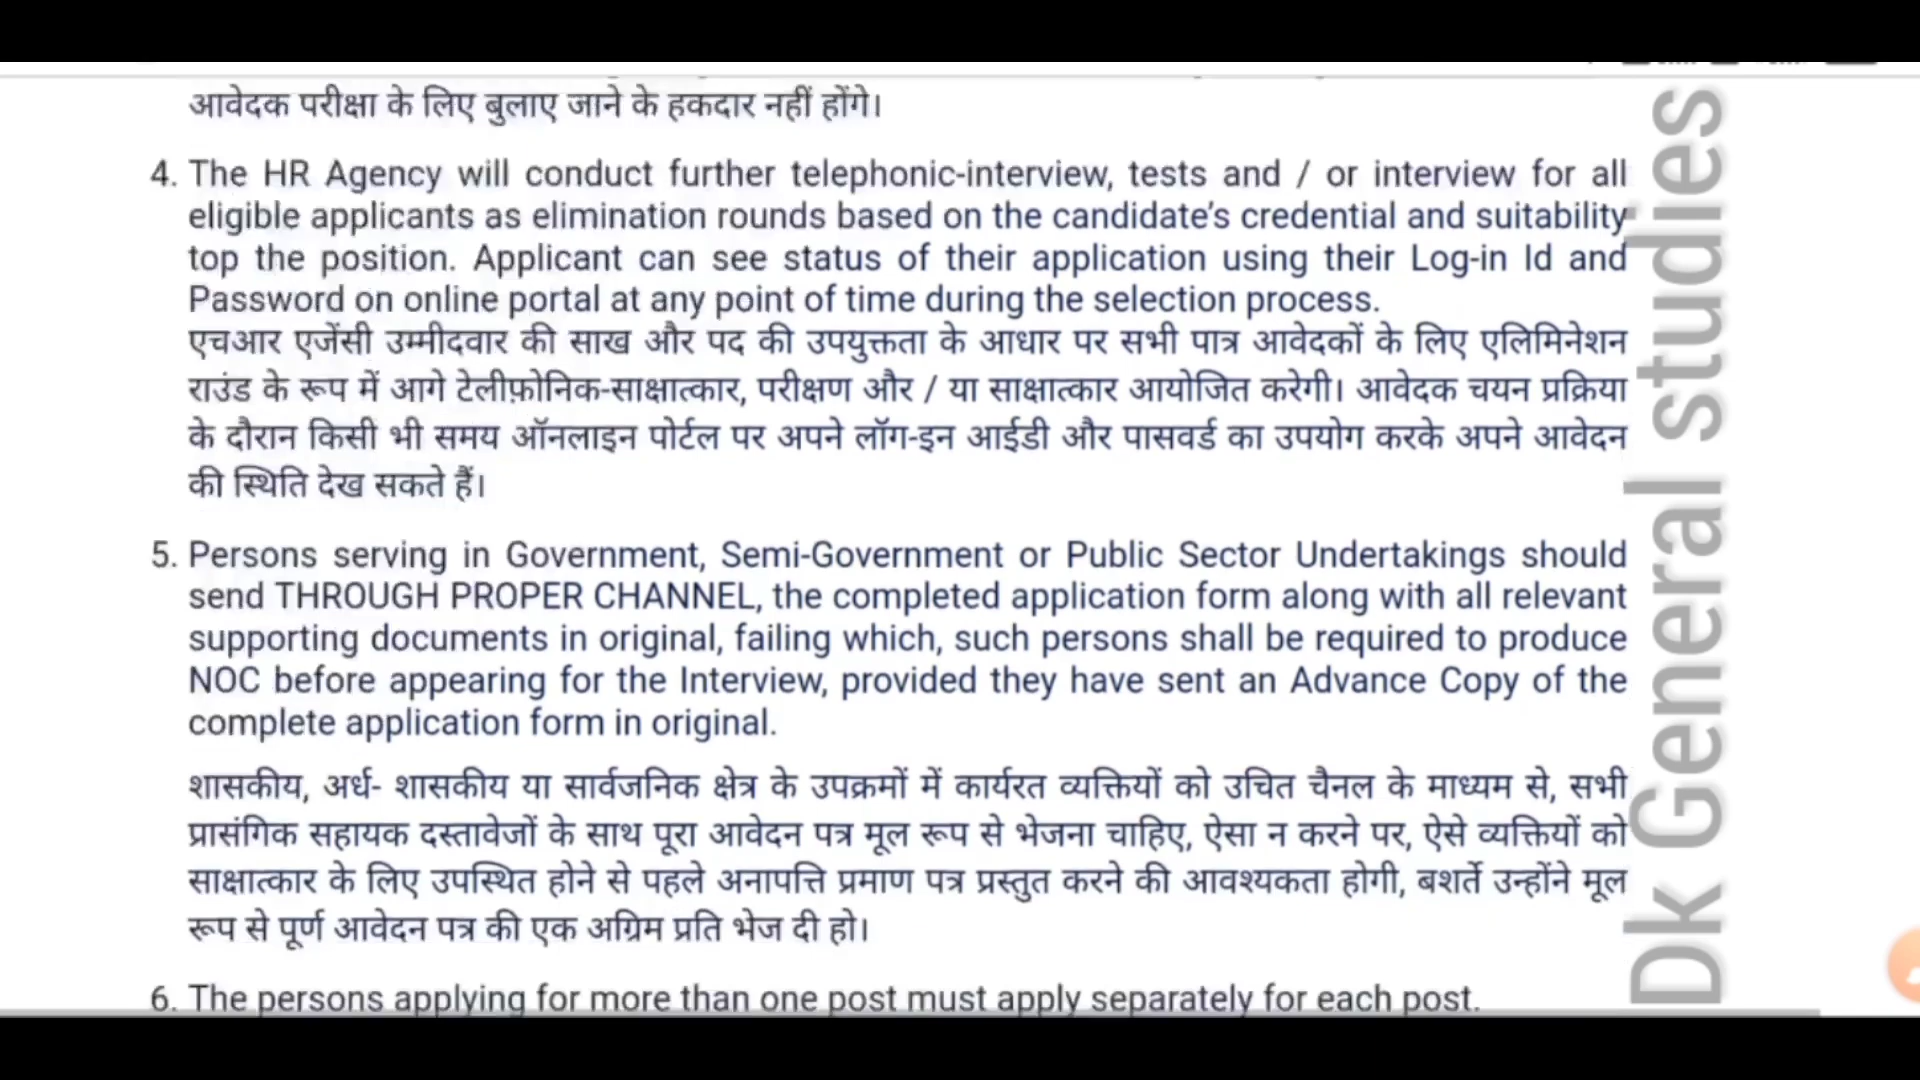 आवेदक परीक्षा के लिए बुलाए जाने के हकदार नहीं होंगे।
4. The HR Agency will conduct further telephonic-interview, tests and / or interview for all
eligible applicants as elimination rounds based on the candidate's credential and suitability
top the position. Applicant can see status of their application using their Log-in Id and
Password on online portal at any point of time during the selection process.
एचआर एजेंसी उम्मीदवार की साख और पद की उपयुक्तता के आधार पर सभी पात्र आवेदकों के लिए एलिमिनेशन
राउंड के रूप में आगे टेलीफ़ोनिक-साक्षात्कार, परीक्षण और / या साक्षात्कार आयोजित करेगी। आवेदक चयन प्रक्रिया
के दौरान किसी भी समय ऑनलाइन पोर्टल पर अपने लॉग-इन आईडी और पासवर्ड का उपयोग करके अपने आवेदन
की स्थिति देख सकते हैं।
5. Persons serving in Government, Semi-Government or Public Sector Undertakings should
send THROUGH PROPER CHANNEL, the completed application form along with all relevant
supporting documents in original, failing which, such persons shall be required to produce
NOC before appearing for the Interview, provided they have sent an Advance Copy of the
complete application form in original.
शासकीय, अर्ध- शासकीय या सार्वजनिक क्षेत्र के उपक्रमों में कार्यरत व्यक्तियों को उचित चैनल के माध्यम से, सभी
प्रासंगिक सहायक दस्तावेजों के साथ पूरा आवेदन पत्र मूल रूप से भेजना चाहिए, ऐसा न करने पर, ऐसे व्यक्तियों को
साक्षात्कार के लिए उपस्थित होने से पहले अनापत्ति प्रमाण पत्र प्रस्तुत करने की आवश्यकता होगी, बशर्ते उन्होंने मूल
रूप से पूर्ण आवेदन पत्र की एक अग्रिम प्रति भेज दी हो।
6. The persons applying for more than one post must apply separately for each post.
Dk General studies